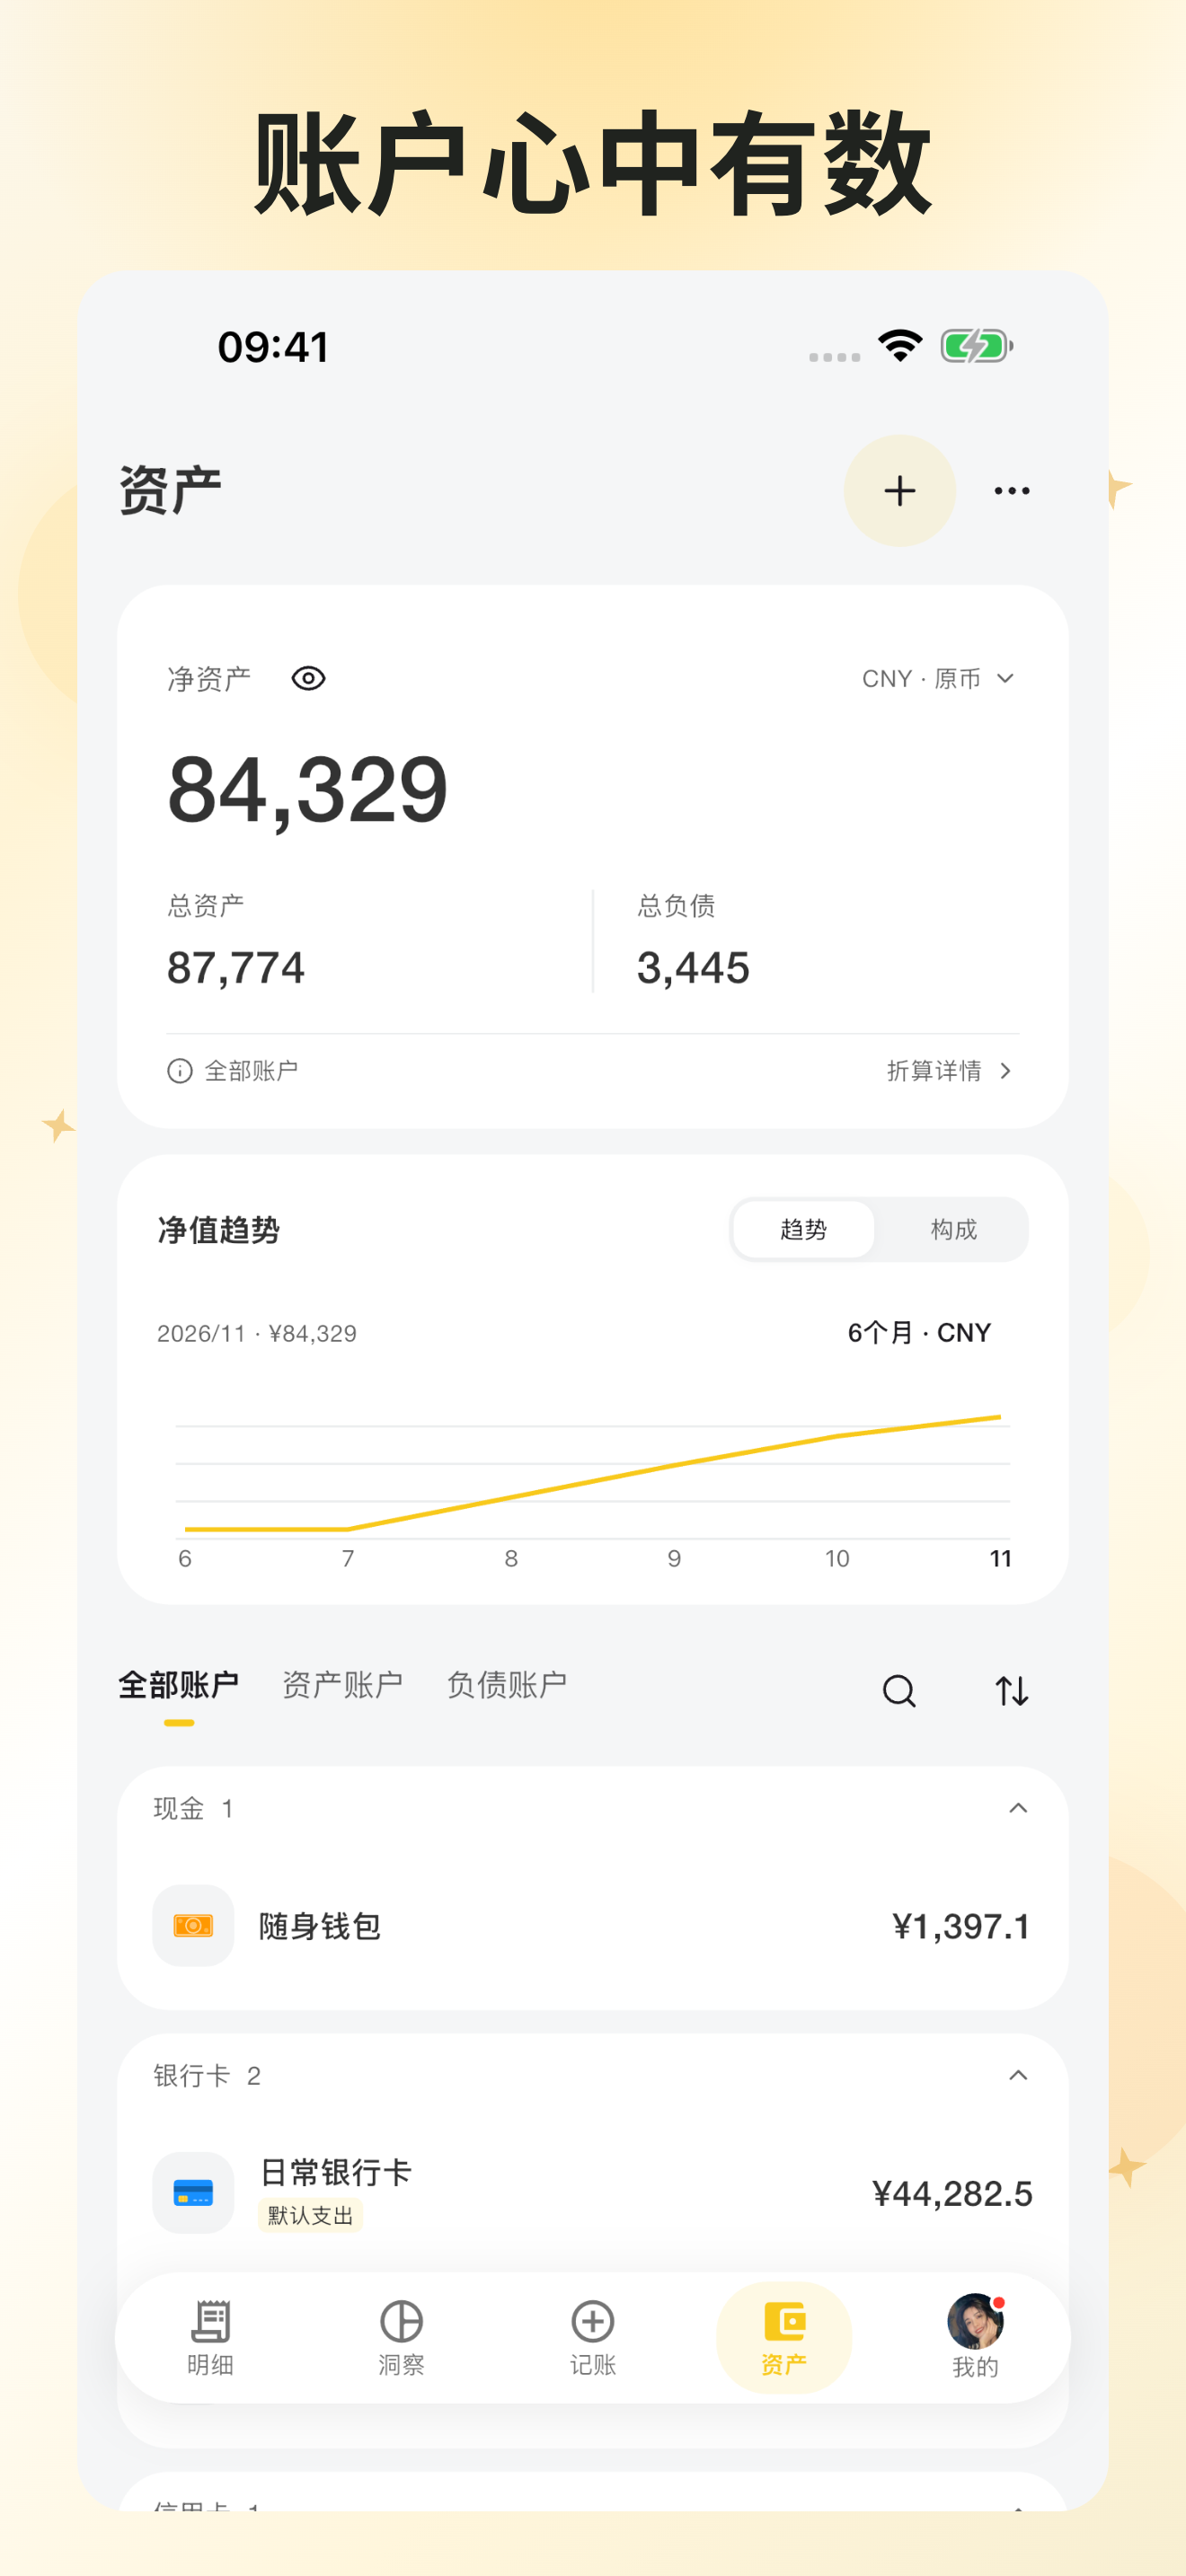 账户心中有数
09:41
资产
净资产 CNY · 原币
84,329
总资产 总负债
87,774 3,445
全部账户 折算详情
净值趋势 趋势 构成
2026/11 · ¥84,329 6个月 · CNY
6 7 8 9 10 11
全部账户 资产账户 负债账户
现金 1
随身钱包 ¥1,397.1
银行卡 2
日常银行卡 ¥44,282.5
默认支出
明细 洞察 记账 资产 我的